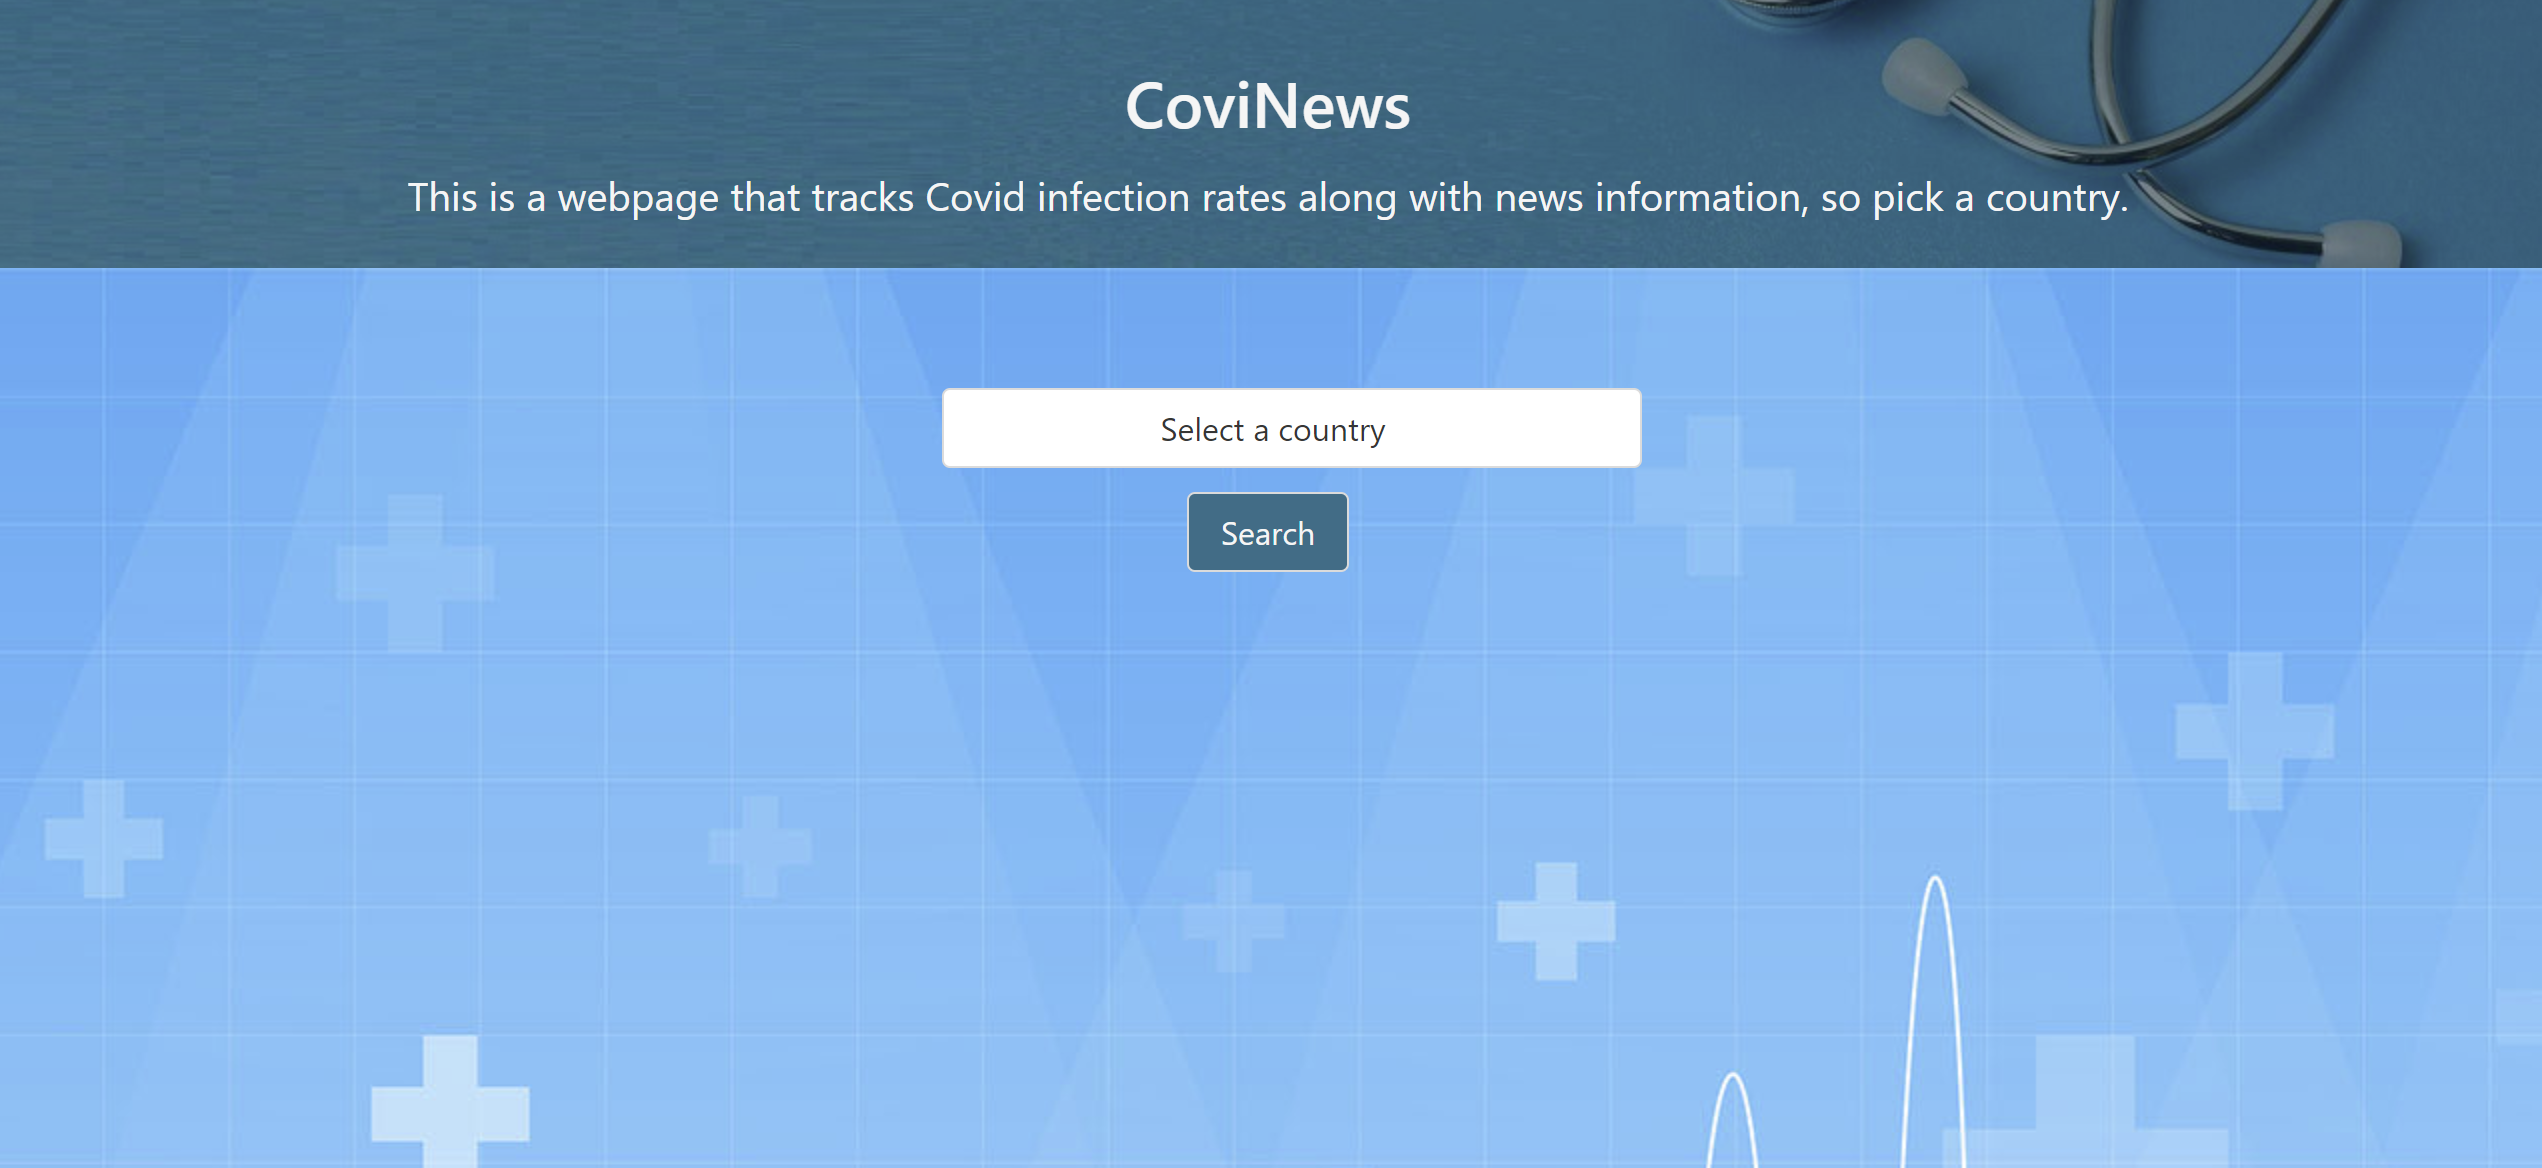 CoviNews
This is a webpage that tracks Covid infection rates along with news information, so pick a country.
Select a country
Search